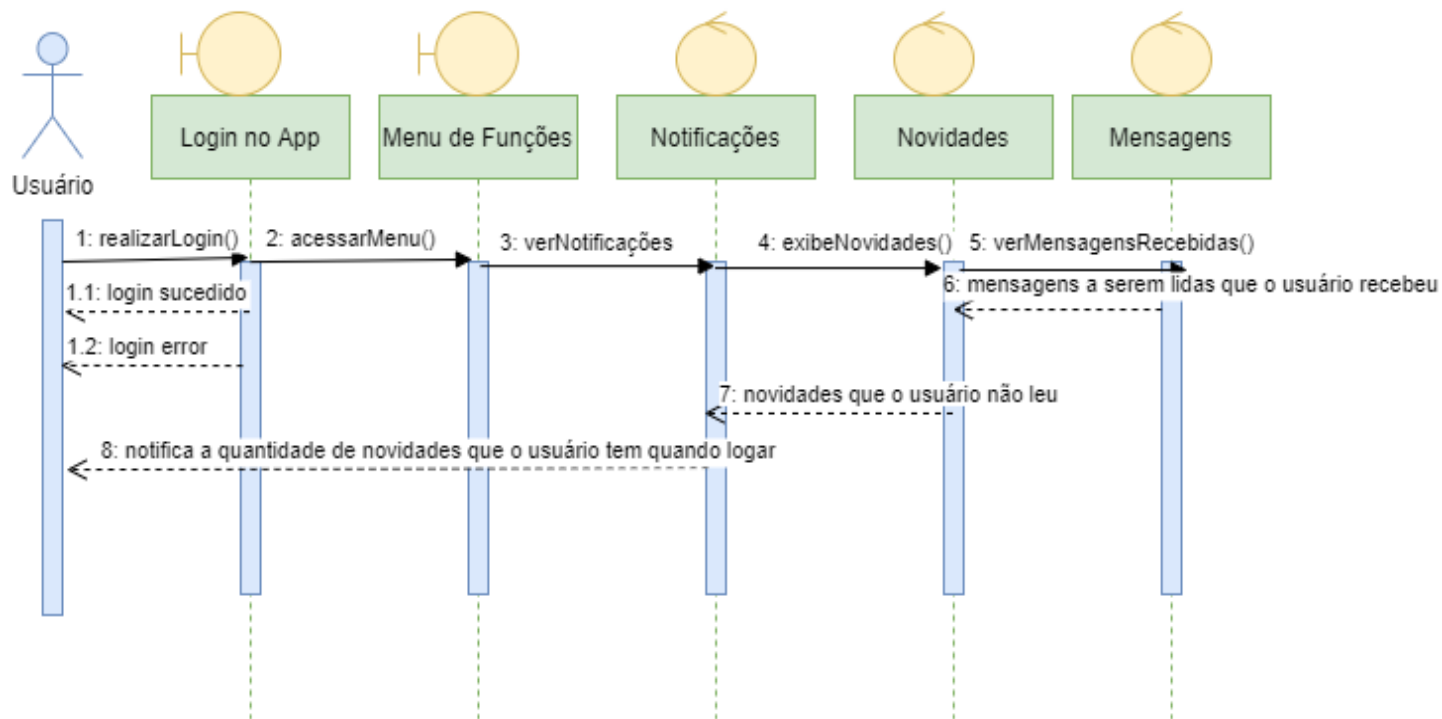 Login no App
Menu de Funções
Notificações
Novidades
Mensagens
Usuário
1: realizarLogin()
2: acessarMenu()
3: verNotificações
4: exibeNovidades()
5: verMensagensRecebidas()
1.1: login sucedido
6: mensagens a serem lidas que o usuário recebeu
1.2: login error
7: novidades que o usuário não leu
8: notifica a quantidade de novidades que o usuário tem quando logar